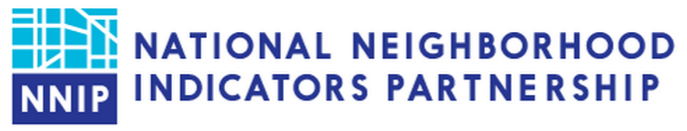 NNIP
NATIONAL NEIGHBORHOOD
INDICATORS PARTNERSHIP